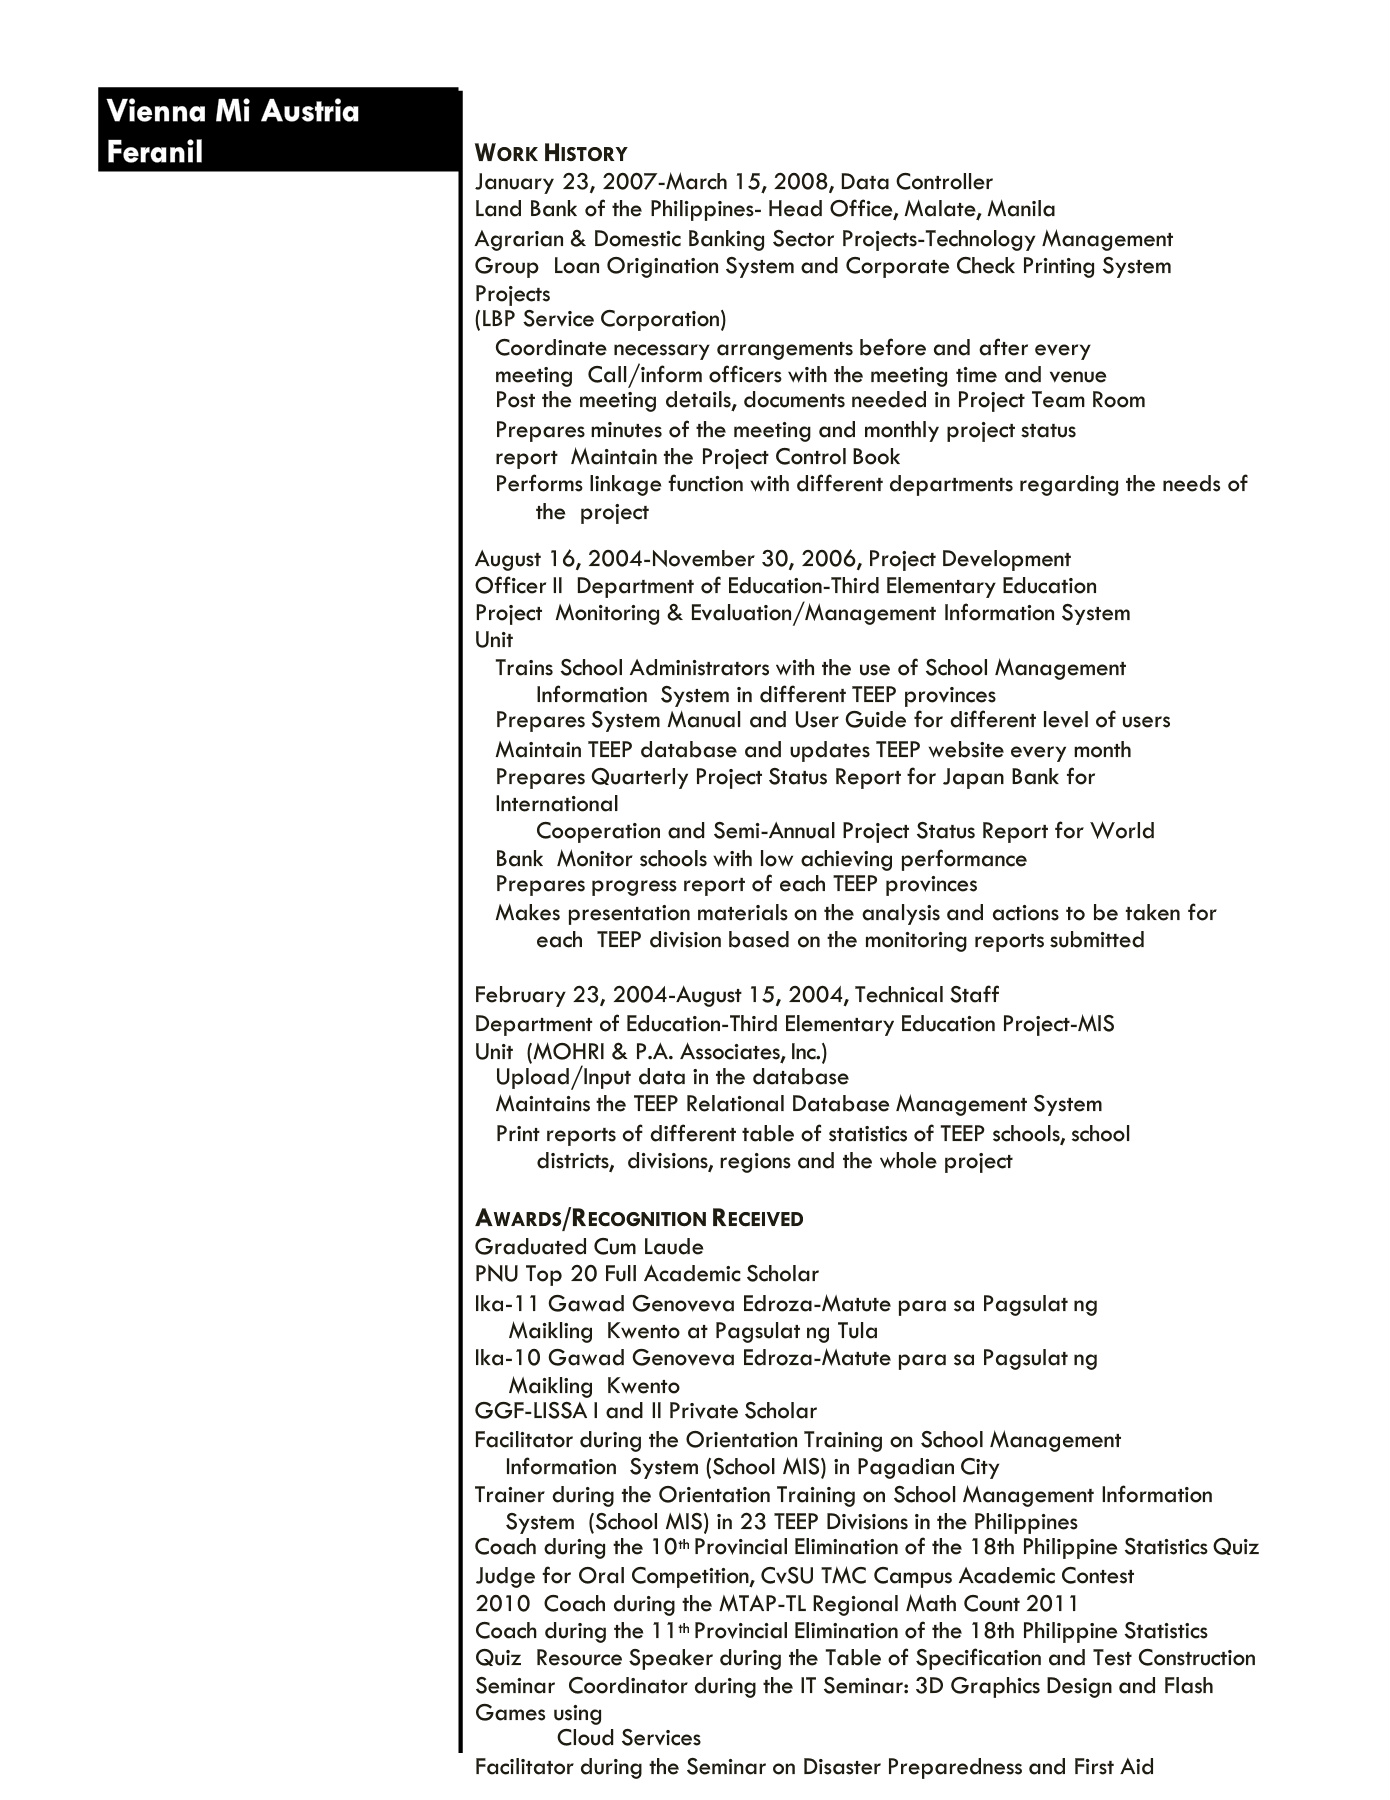 Vienna Mi Austria
Feranil
WORK HISTORY
January 23, 2007-March 15, 2008, Data Controller
Land Bank of the Philippines- Head Office, Malate, Manila
Agrarian & Domestic Banking Sector Projects-Technology Management
Group Loan Origination System and Corporate Check Printing System
Projects
(LBP Service Corporation)
Coordinate necessary arrangements before and after every
meeting Call/inform officers with the meeting time and venue
Post the meeting details, documents needed in Project Team Room
Prepares minutes of the meeting and monthly project status
report Maintain the Project Control Book
Performs linkage function with different departments regarding the needs of
the project
August 16, 2004-November 30, 2006, Project Development
Officer II Department of Education-Third Elementary Education
Project Monitoring & Evaluation/Management Information System
Unit
Trains School Administrators with the use of School Management
Information System in different TEEP provinces
Prepares System Manual and User Guide for different level of users
Maintain TEEP database and updates TEEP website every month
Prepares Quarterly Project Status Report for Japan Bank for
International
Cooperation and Semi-Annual Project Status Report for World
Bank Monitor schools with low achieving performance
Prepares progress report of each TEEP provinces
Makes presentation materials on the analysis and actions to be taken for
each TEEP division based on the monitoring reports submitted
February 23, 2004-August 15, 2004, Technical Staff
Department of Education-Third Elementary Education Project-MIS
Unit (MOHRI & P.A. Associates, Inc.)
Upload/Input data in the database
Maintains the TEEP Relational Database Management System
Print reports of different table of statistics of TEEP schools, school
districts, divisions, regions and the whole project
AWARDS/RECOGNITION RECEIVED
Graduated Cum Laude
PNU Top 20 Full Academic Scholar
Ika-11 Gawad Genoveva Edroza-Matute para sa Pagsulat ng
Maikling Kwento at Pagsulat ng Tula
Ika-10 Gawad Genoveva Edroza-Matute para sa Pagsulat ng
Maikling Kwento
GGF-LISSA I and II Private Scholar
Facilitator during the Orientation Training on School Management
Information System (School MIS) in Pagadian City
Trainer during the Orientation Training on School Management Information
System (School MIS) in 23 TEEP Divisions in the Philippines
Coach during the 10th Provincial Elimination of the 18th Philippine Statistics Quiz
Judge for Oral Competition, CvSU TMC Campus Academic Contest
2010 Coach during the MTAP-TL Regional Math Count 2011
Coach during the 11th Provincial Elimination of the 18th Philippine Statistics
Quiz Resource Speaker during the Table of Specification and Test Construction
Seminar Coordinator during the IT Seminar: 3D Graphics Design and Flash
Games using
Cloud Services
Facilitator during the Seminar on Disaster Preparedness and First Aid